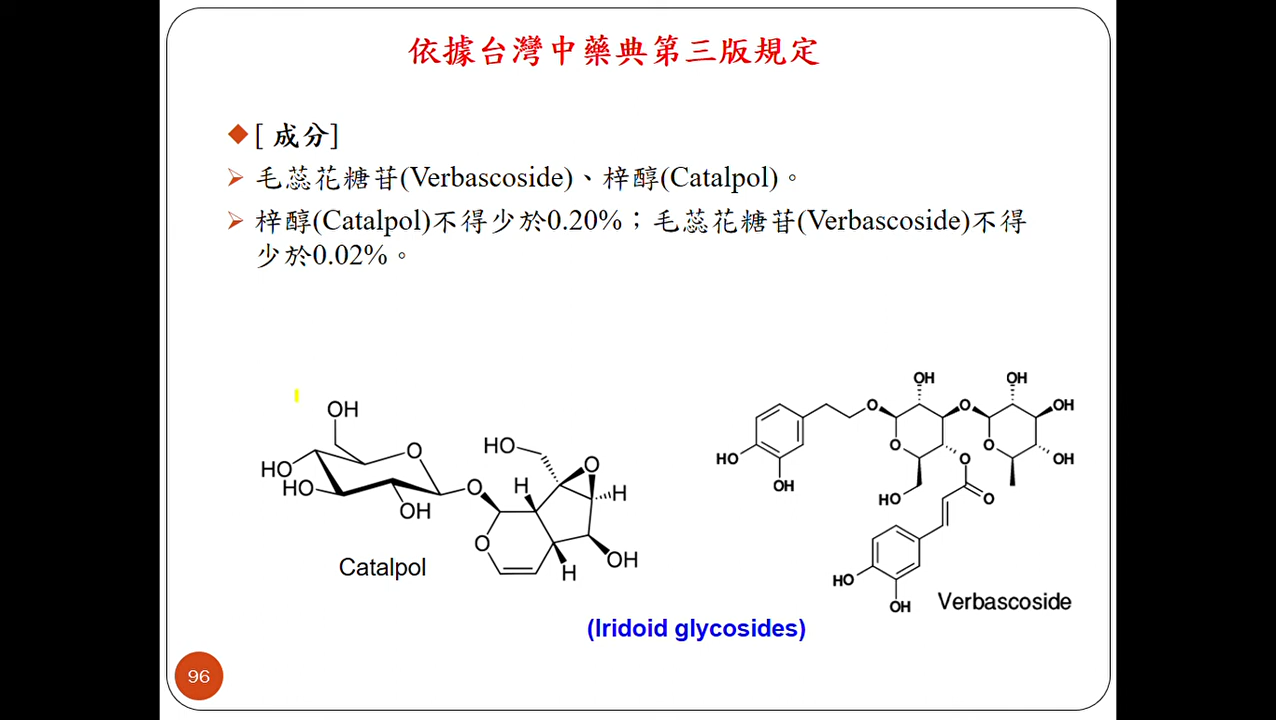 依據台灣中藥典第三版規定
[ 成分]
毛蕊花糖苷(Verbascoside)、梓醇(Catalpol)。
梓醇(Catalpol)不得少於0.20%；毛蕊花糖苷(Verbascoside)不得
少於0.02%。
OH
HO
HO
OH
O
O
Catalpol
HO
O
H
H
O
H
OH
OH
OH
O
O
OH
O
O
OH
HO
OH
HO
O
O
HO
OH
Verbascoside
(Iridoid glycosides)
96